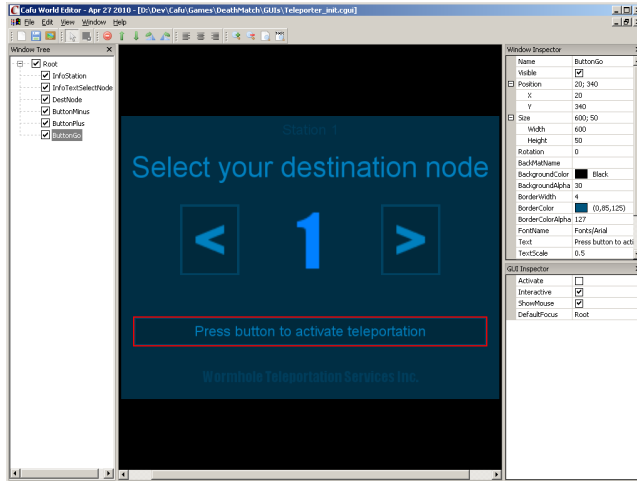 Cafu World Editor - Apr 27 2010 - [D:\Dev\Cafu\Games\DeathMatch\GUIs\Teleporter_init.cgui]
File Edit View Window Help
Window Tree
Root
InfoStation
InfoTextSelectNode
DestNode
ButtonMinus
ButtonPlus
ButtonGo
Station 1
Select your destination node
< 1 >
Press button to activate teleportation
Wormhole Teleportation Services Inc.
Window Inspector
Name ButtonGo
Visible
Position 20; 340
X 20
Y 340
Size 600; 50
Width 600
Height 50
Rotation 0
BackMatName
BackgroundColor Black
BackgroundAlpha 30
BorderWidth 4
BorderColor (0,85,125)
BorderColorAlpha 127
FontName Fonts/Arial
Text Press button to acti
TextScale 0.5
GUI Inspector
Activate
Interactive
ShowMouse
DefaultFocus Root